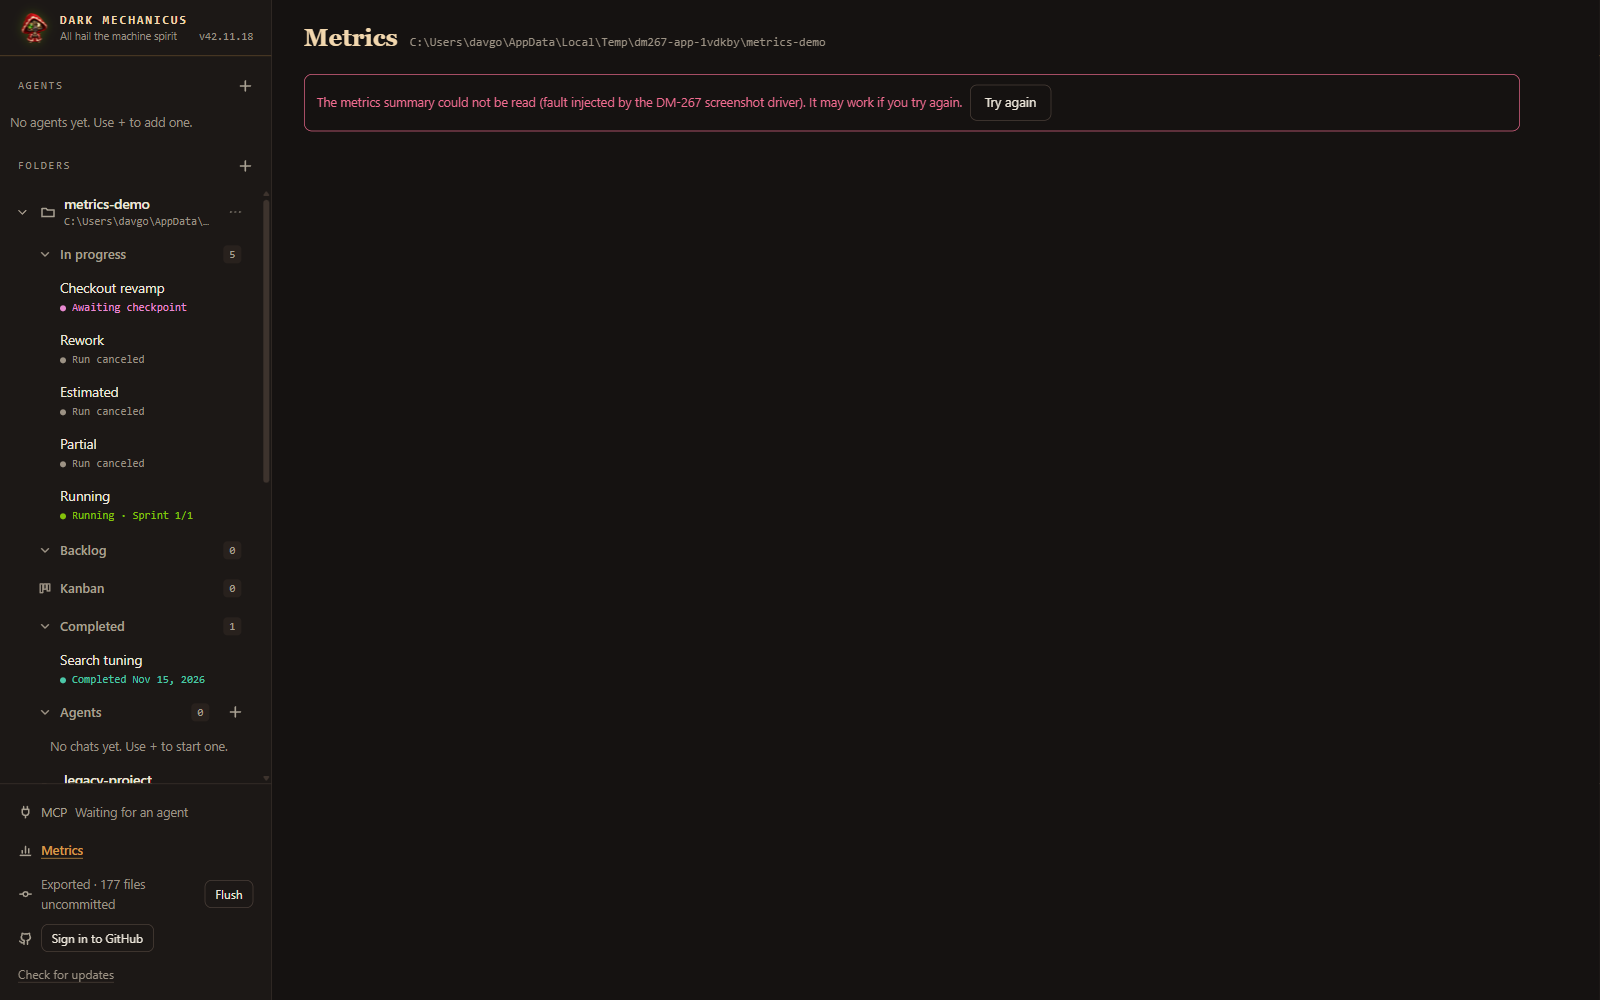 DARK MECHANICUS
All hail the machine spirit v42.11.18
AGENTS
No agents yet. Use + to add one.
FOLDERS
metrics-demo
C:\Users\davgo\AppData\…
In progress 5
Checkout revamp
Awaiting checkpoint
Rework
Run canceled
Estimated
Run canceled
Partial
Run canceled
Running
Running · Sprint 1/1
Backlog 0
Kanban 0
Completed 1
Search tuning
Completed Nov 15, 2026
Agents 0
No chats yet. Use + to start one.
legacy-project
MCP Waiting for an agent
Metrics
Exported · 177 files
uncommitted
Flush
Sign in to GitHub
Check for updates
Metrics C:\Users\davgo\AppData\Local\Temp\dm267-app-1vdkby\metrics-demo
The metrics summary could not be read (fault injected by the DM-267 screenshot driver). It may work if you try again. Try again